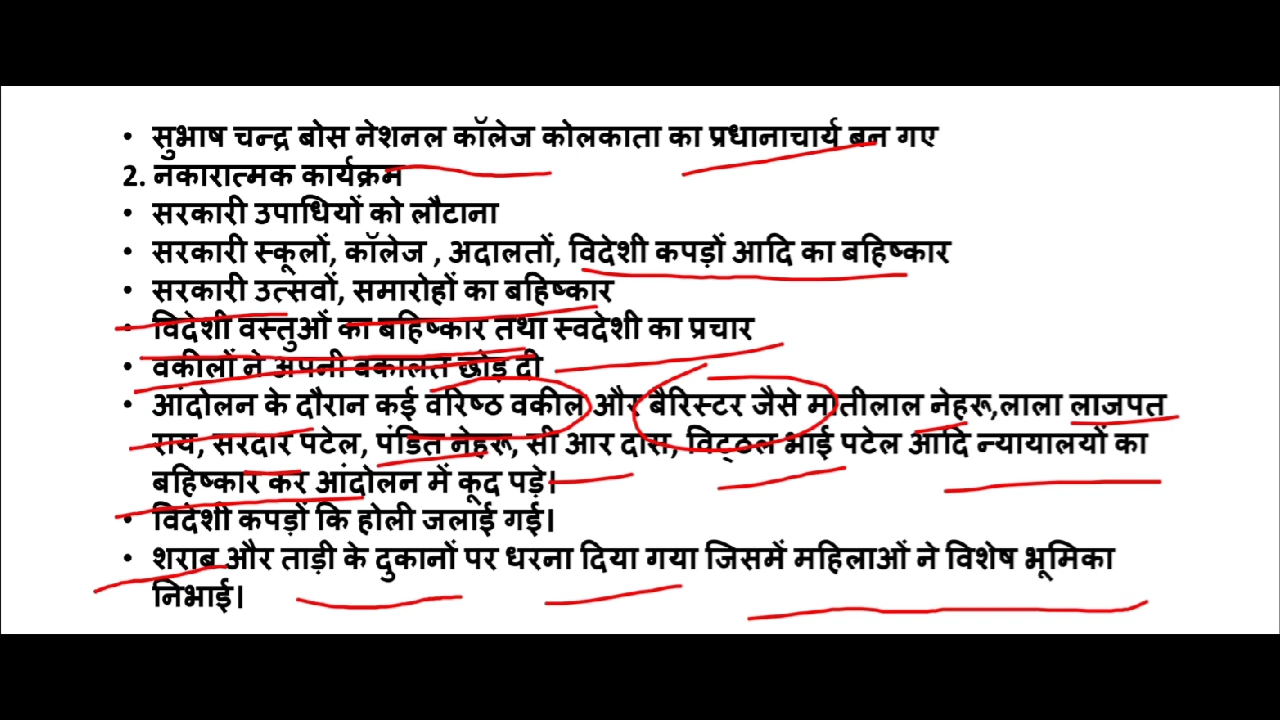 • सुभाष चन्द्र बोस नेशनल कॉलेज कोलकाता का प्रधानाचार्य बन गए
2. नकारात्मक कार्यक्रम
• सरकारी उपाधियों को लौटाना
• सरकारी स्कूलों, कॉलेज , अदालतों, विदेशी कपड़ों आदि का बहिष्कार
• सरकारी उत्सवों, समारोहों का बहिष्कार
• विदेशी वस्तुओं का बहिष्कार तथा स्वदेशी का प्रचार
• वकीलों ने अपनी वकालत छोड़ दी
• आंदोलन के दौरान कई वरिष्ठ वकील और बैरिस्टर जैसे मोतीलाल नेहरू,लाला लाजपत
राय, सरदार पटेल, पंडित नेहरू, सी आर दास, विट्ठल भाई पटेल आदि न्यायालयों का
बहिष्कार कर आंदोलन में कूद पड़े।
• विदेशी कपड़ों कि होली जलाई गई।
• शराब और ताड़ी के दुकानों पर धरना दिया गया जिसमें महिलाओं ने विशेष भूमिका
निभाई।